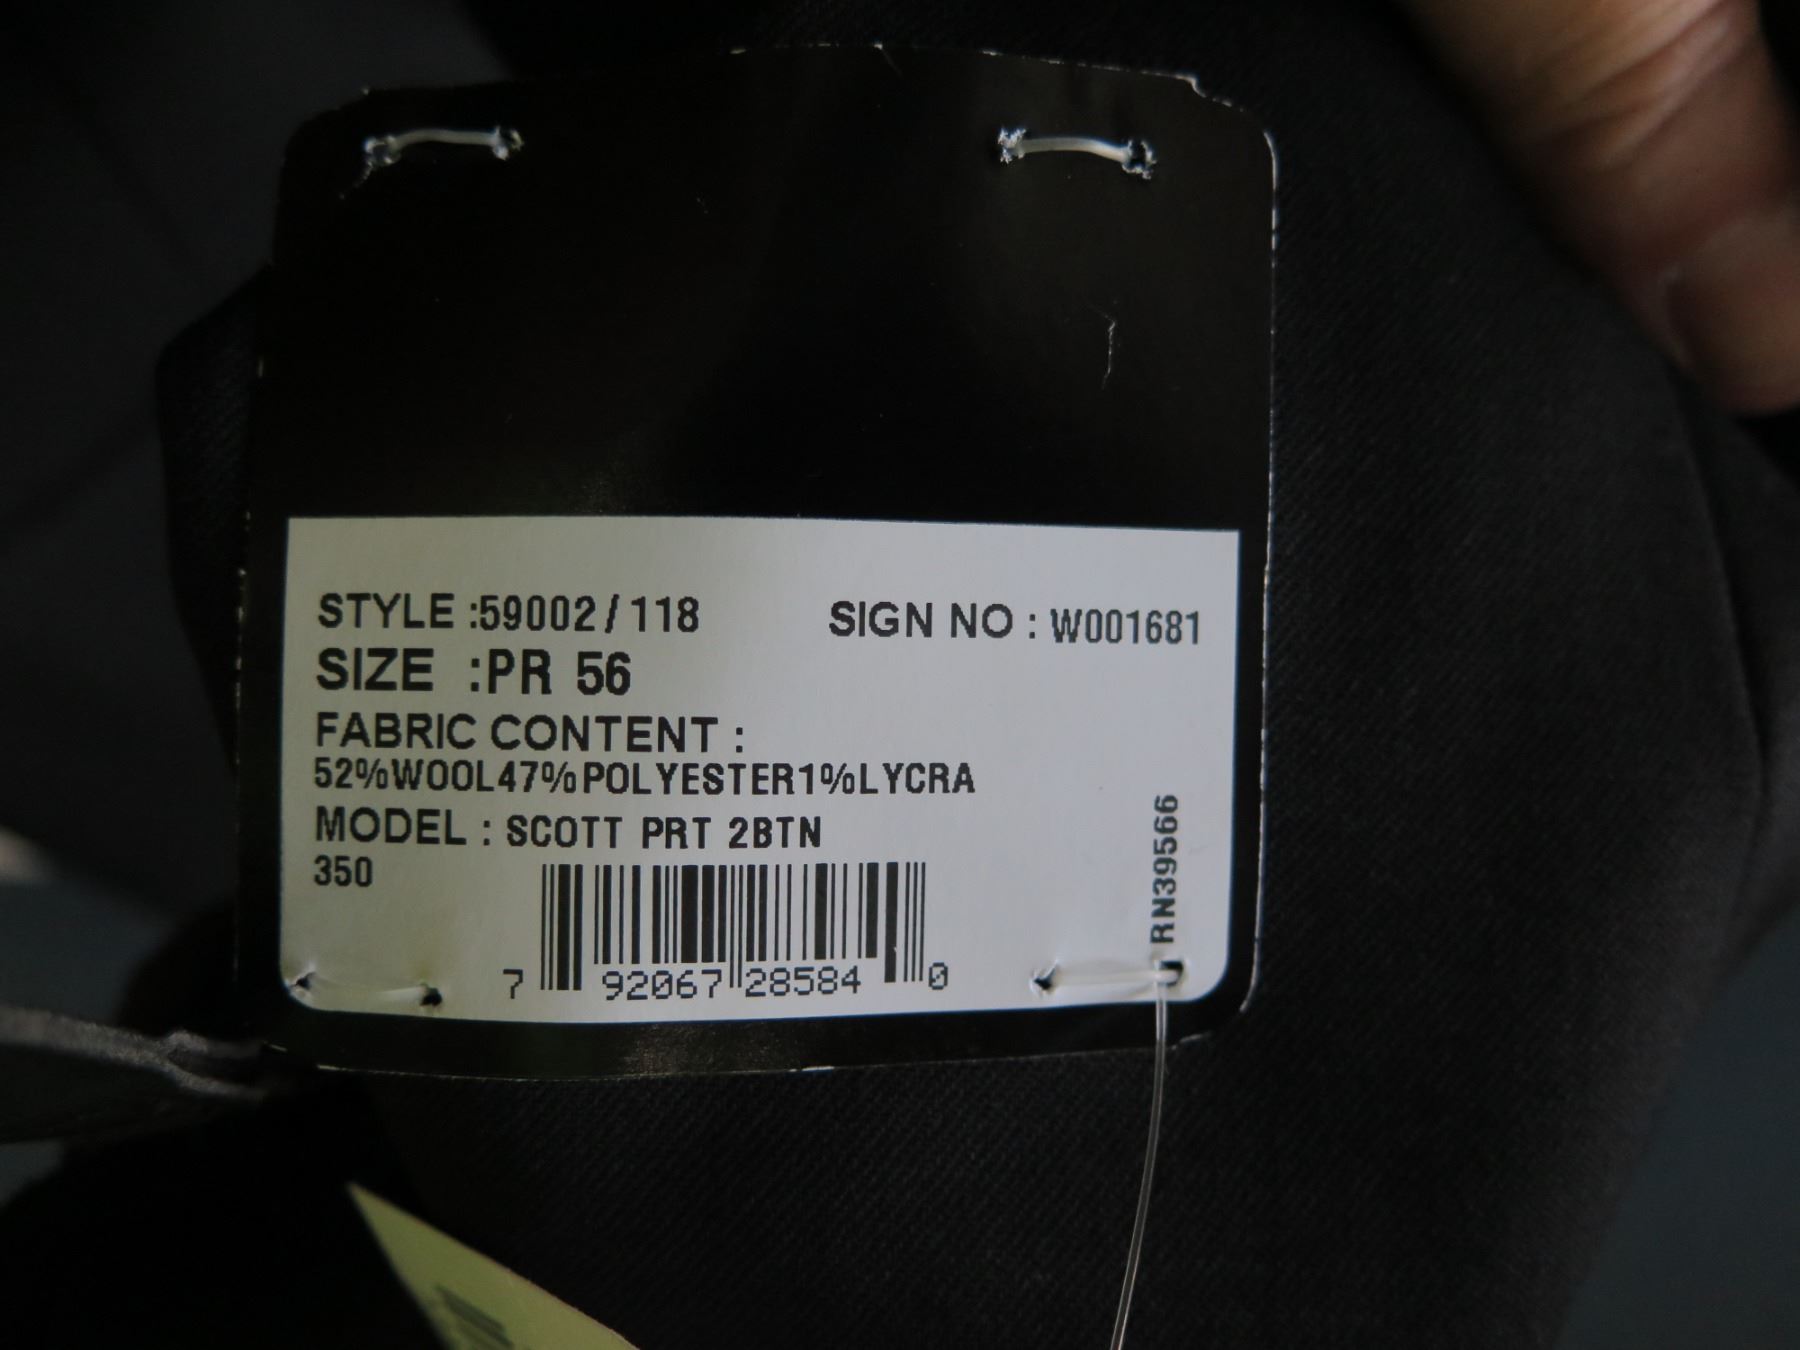 STYLE :59002/118 SIGN NO : W001681
SIZE :PR 56
FABRIC CONTENT :
52%WOOL47%POLYESTER1%LYCRA
MODEL : SCOTT PRT 2BTN
350
7 92067 28584 0
RN39566